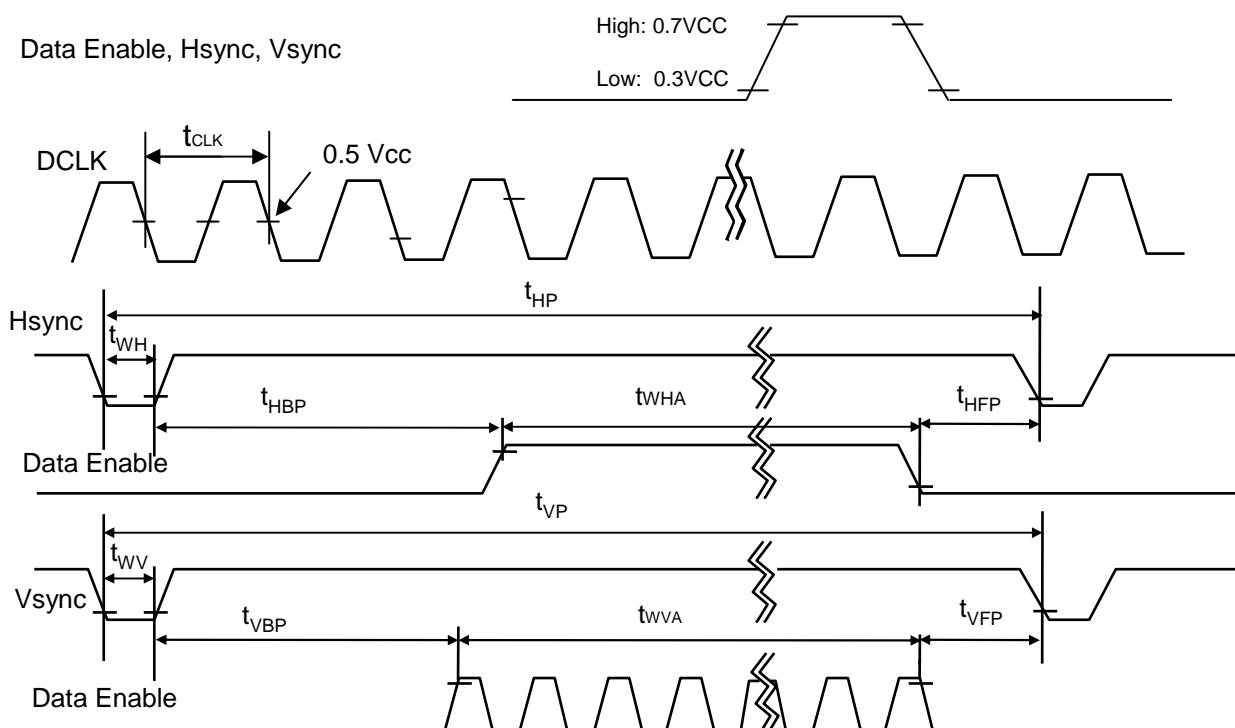 High: 0.7VCC
Data Enable, Hsync, Vsync
Low: 0.3VCC
tCLK
DCLK
0.5 Vcc
tHP
Hsync
tWH
tHBP
tWHA
tHFP
Data Enable
tVP
tWV
Vsync
tVBP
tWVA
tVFP
Data Enable